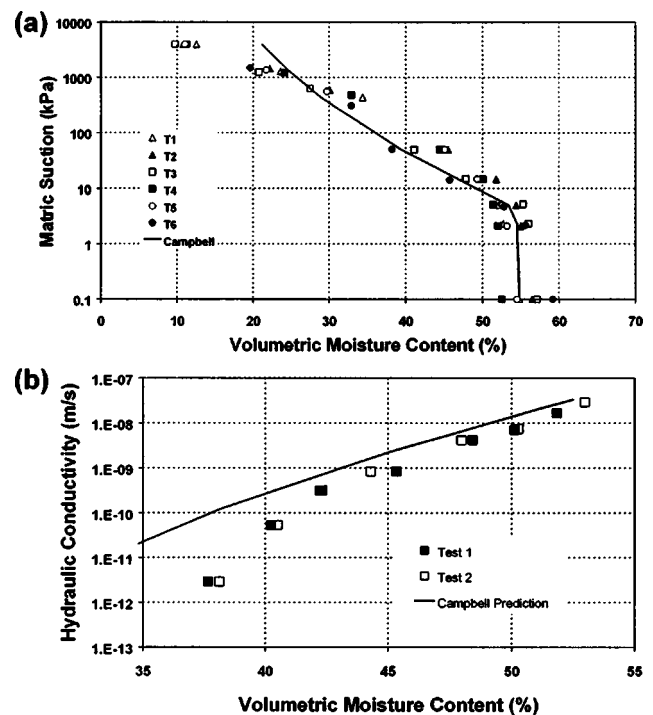 (a)
10000
1000
100
10
1
0.1
Matric Suction (kPa)
T1
T2
T3
T4
T5
T6
Campbell
0 10 20 30 40 50 60 70
Volumetric Moisture Content (%)
(b)
1.E-07
1.E-08
1.E-09
1.E-10
1.E-11
1.E-12
1.E-13
Hydraulic Conductivity (m/s)
Test 1
Test 2
Campbell Prediction
35 40 45 50 55
Volumetric Moisture Content (%)